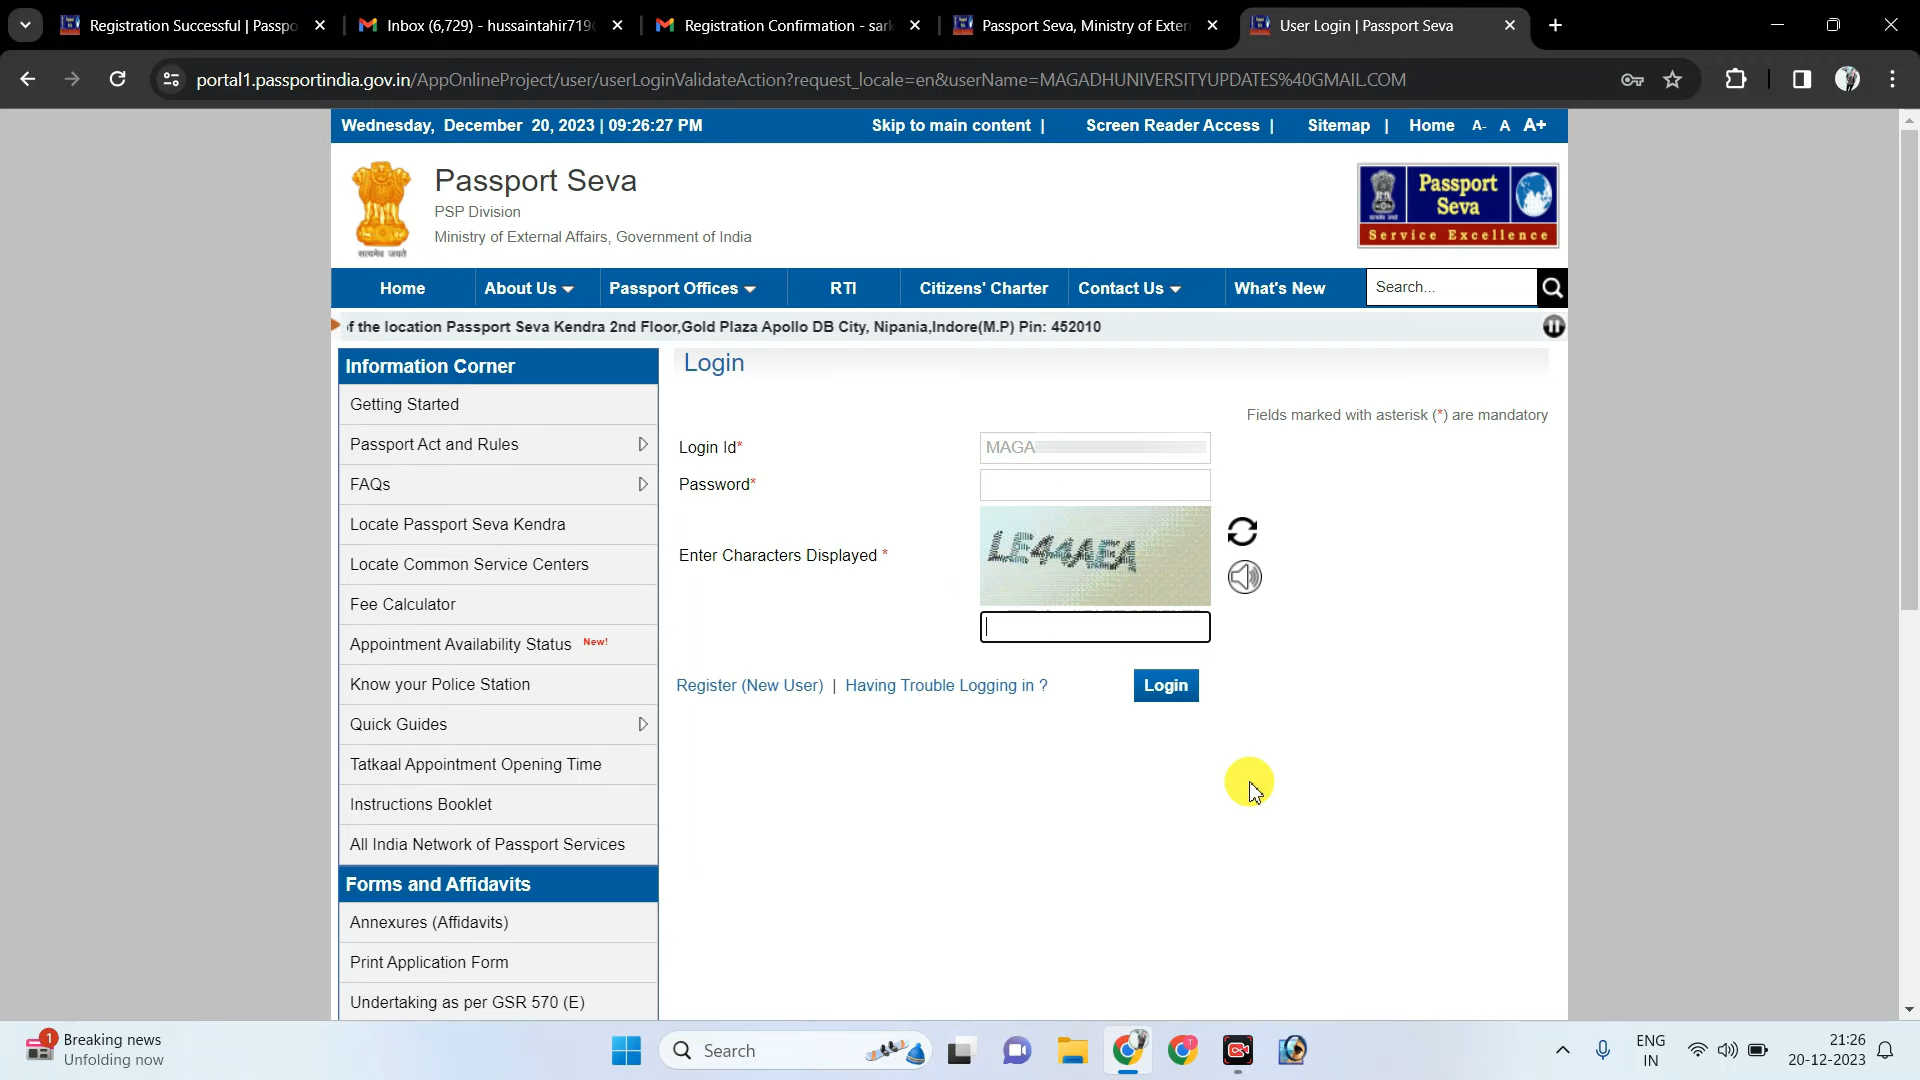 Registration Successful | Passpo
Inbox (6,729) - hussaintahir719
Registration Confirmation - sark
Passport Seva, Ministry of Extern
User Login | Passport Seva
portal1.passportindia.gov.in/AppOnlineProject/user/userLoginValidateAction?request_locale=en&userName=MAGADHUNIVERSITYUPDATES%40GMAIL.COM
Wednesday, December 20, 2023 | 09:26:27 PM
Skip to main content |
Screen Reader Access |
Sitemap |
Home
A- A A+
Passport Seva
PSP Division
Ministry of External Affairs, Government of India
सत्यमेव जयते
Passport
Seva
Service Excellence
Home
About Us
Passport Offices
RTI
Citizens' Charter
Contact Us
What's New
Search...
of the location Passport Seva Kendra 2nd Floor,Gold Plaza Apollo DB City, Nipania,Indore(M.P) Pin: 452010
Information Corner
Getting Started
Passport Act and Rules
FAQs
Locate Passport Seva Kendra
Locate Common Service Centers
Fee Calculator
Appointment Availability Status New!
Know your Police Station
Quick Guides
Tatkaal Appointment Opening Time
Instructions Booklet
All India Network of Passport Services
Forms and Affidavits
Annexures (Affidavits)
Print Application Form
Undertaking as per GSR 570 (E)
Login
Fields marked with asterisk (*) are mandatory
Login Id*
MAGA
Password*
Enter Characters Displayed *
Register (New User) | Having Trouble Logging in ?
Login
1
Breaking news
Unfolding now
Search
ENG
IN
21:26
20-12-2023